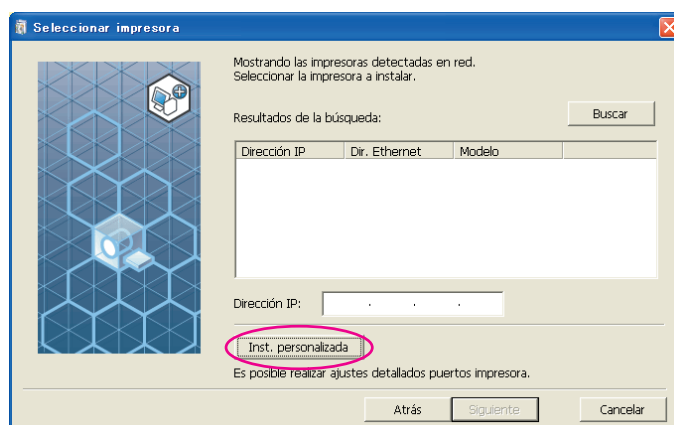 Seleccionar impresora
Mostrando las impresoras detectadas en red.
Seleccionar la impresora a instalar.
Resultados de la búsqueda:
Buscar
Dirección IP Dir. Ethernet Modelo
Dirección IP: . . .
Inst. personalizada
Es posible realizar ajustes detallados puertos impresora.
Atrás Siguiente Cancelar